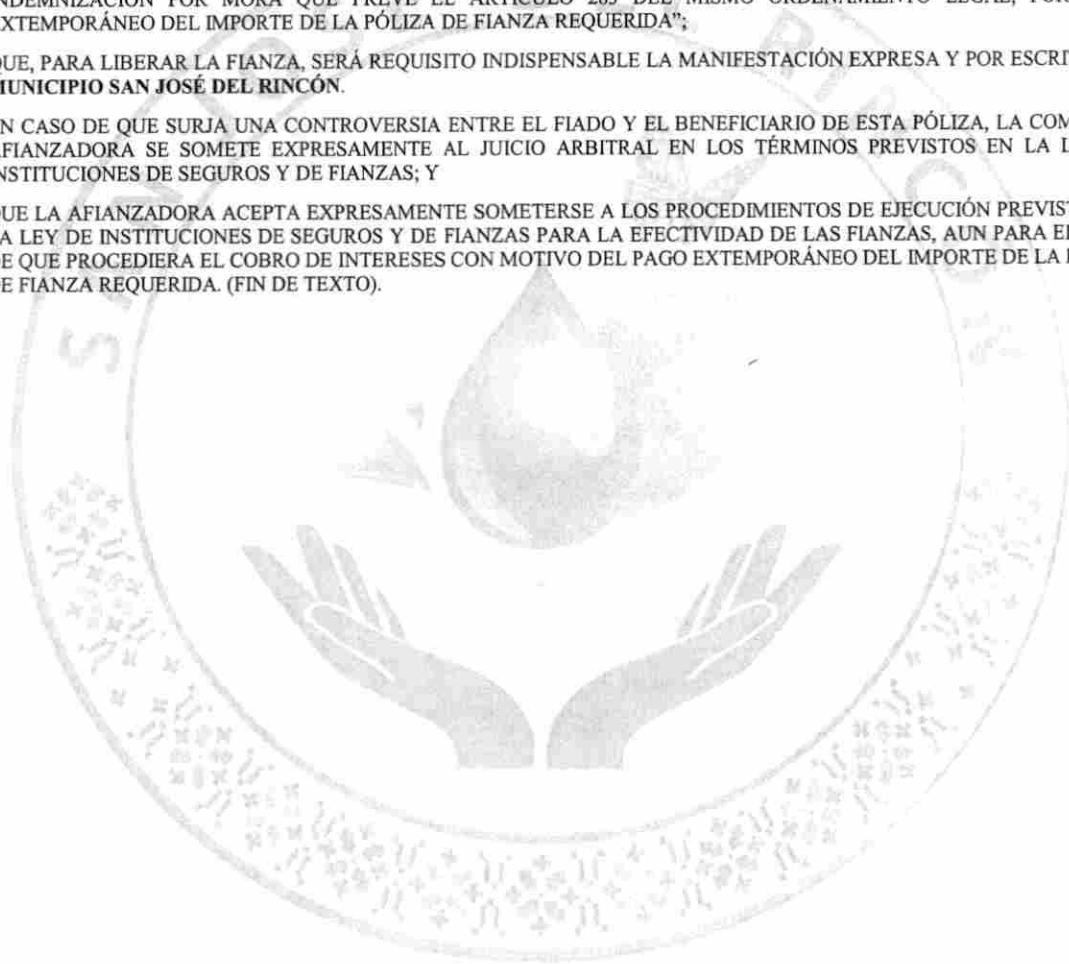 NDEMNIZACIÓN POR MORA QUE PREVÉ EL ARTÍCULO 283 DEL MISMO ORDENAMIENTO LEGAL, POR
EXTEMPORÁNEO DEL IMPORTE DE LA PÓLIZA DE FIANZA REQUERIDA”;
QUE, PARA LIBERAR LA FIANZA, SERÁ REQUISITO INDISPENSABLE LA MANIFESTACIÓN EXPRESA Y POR ESCRI
MUNICIPIO SAN JOSÉ DEL RINCÓN.
EN CASO DE QUE SURJA UNA CONTROVERSIA ENTRE EL FIADO Y EL BENEFICIARIO DE ESTA PÓLIZA, LA COM
AFIANZADORA SE SOMETE EXPRESAMENTE AL JUICIO ARBITRAL EN LOS TÉRMINOS PREVISTOS EN LA L
INSTITUCIONES DE SEGUROS Y DE FIANZAS; Y
QUE LA AFIANZADORA ACEPTA EXPRESAMENTE SOMETERSE A LOS PROCEDIMIENTOS DE EJECUCIÓN PREVIST
LA LEY DE INSTITUCIONES DE SEGUROS Y DE FIANZAS PARA LA EFECTIVIDAD DE LAS FIANZAS, AUN PARA EL
DE QUE PROCEDIERA EL COBRO DE INTERESES CON MOTIVO DEL PAGO EXTEMPORÁNEO DEL IMPORTE DE LA
DE FIANZA REQUERIDA. (FIN DE TEXTO).